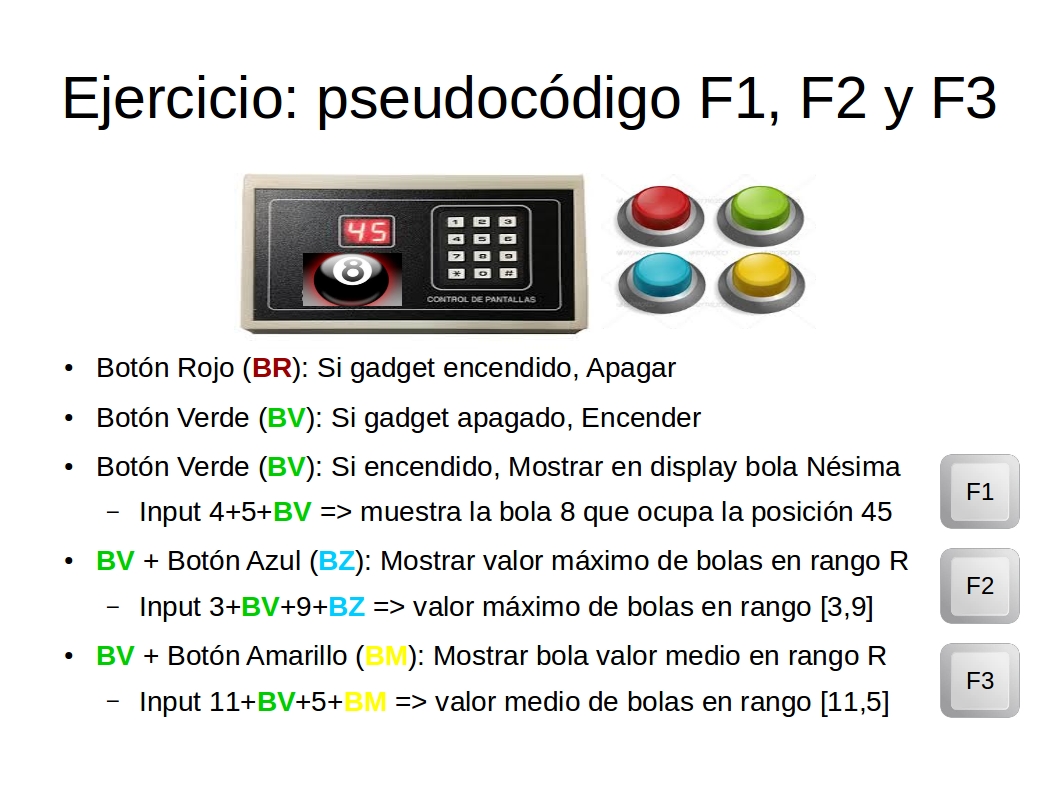 Ejercicio: pseudocódigo F1, F2 y F3
45
1 2 3
4 5 6
7 8 9
* 0 #
8
CONTROL DE PANTALLAS
• Botón Rojo (BR): Si gadget encendido, Apagar
• Botón Verde (BV): Si gadget apagado, Encender
• Botón Verde (BV): Si encendido, Mostrar en display bola Nésima
– Input 4+5+BV => muestra la bola 8 que ocupa la posición 45
F1
• BV + Botón Azul (BZ): Mostrar valor máximo de bolas en rango R
– Input 3+BV+9+BZ => valor máximo de bolas en rango [3,9]
F2
• BV + Botón Amarillo (BM): Mostrar bola valor medio en rango R
– Input 11+BV+5+BM => valor medio de bolas en rango [11,5]
F3